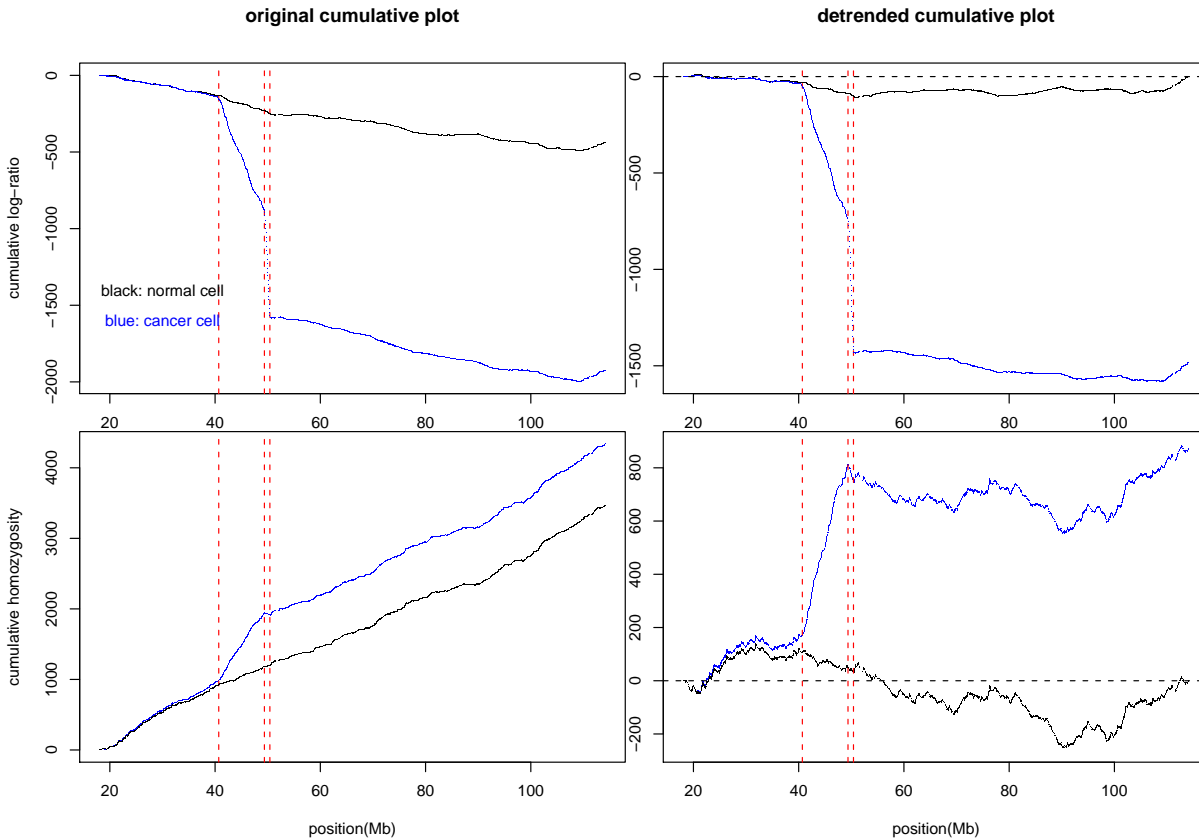 original cumulative plot
detrended cumulative plot
cumulative log−ratio
0
−500
−1000
−1500
−2000
black: normal cell
blue: cancer cell
20 40 60 80 100
0
−500
−1000
−1500
20 40 60 80 100
cumulative homozygosity
4000
3000
2000
1000
0
20 40 60 80 100
position(Mb)
800
600
400
200
0
−200
20 40 60 80 100
position(Mb)